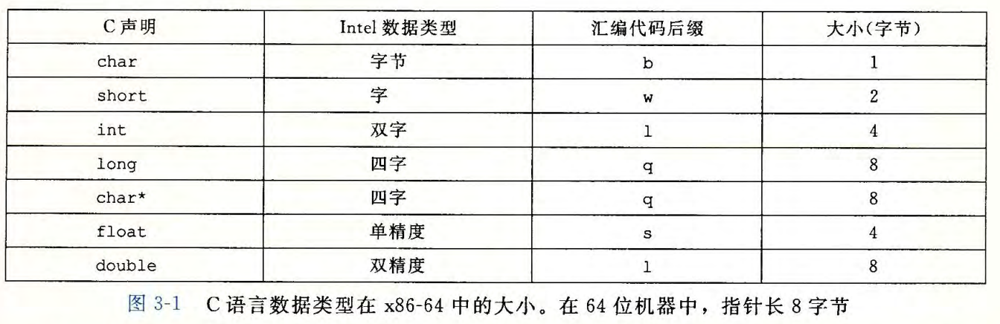 C声明 Intel数据类型 汇编代码后缀 大小(字节)
char 字节 b 1
short 字 w 2
int 双字 l 4
long 四字 q 8
char* 四字 q 8
float 单精度 s 4
double 双精度 l 8
图 3-1 C语言数据类型在 x86-64 中的大小。在 64 位机器中，指针长 8 字节